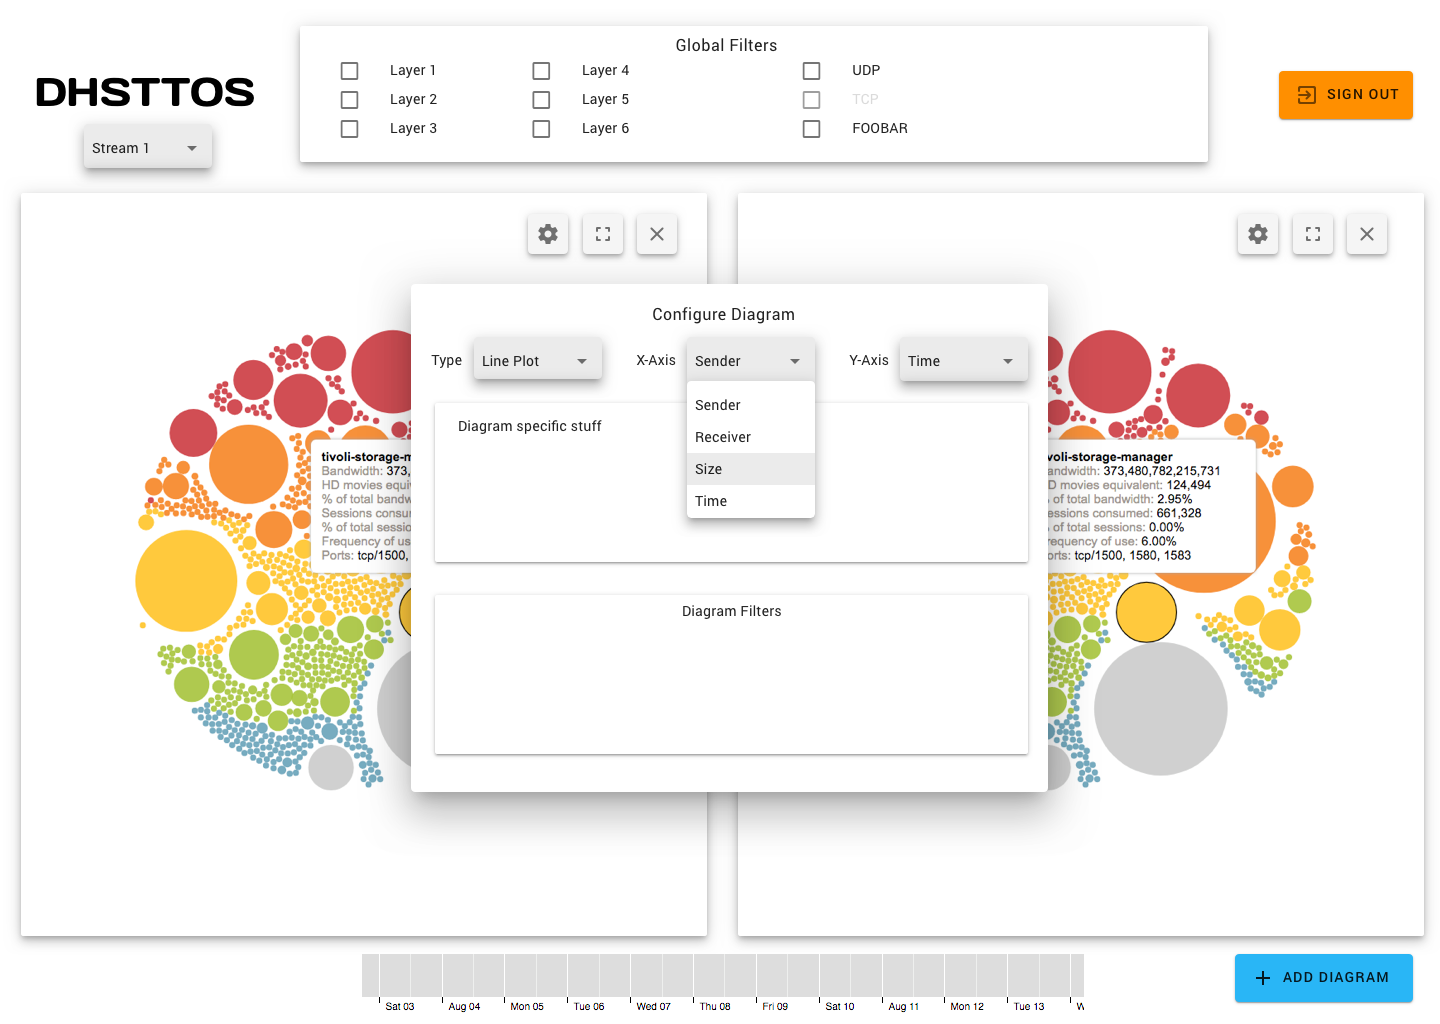 Global Filters
Layer 1
Layer 4
UDP
Layer 2
Layer 5
TCP
Layer 3
Layer 6
FOOBAR
DHSTTOS
Stream 1
SIGN OUT
Configure Diagram
Type
Line Plot
X-Axis
Sender
Y-Axis
Time
Sender
Receiver
Size
Time
Diagram specific stuff
Diagram Filters
tivoli-storage-m
Bandwidth: 373,
HD movies equiv
% of total bandw
Sessions consum
% of total sessio
Frequency of us
Ports: tcp/1500,
voli-storage-manager
andwidth: 373,480,782,215,731
D movies equivalent: 124,494
of total bandwidth: 2.95%
essions consumed: 661,328
of total sessions: 0.00%
requency of use: 6.00%
orts: tcp/1500, 1580, 1583
Sat 03
Aug 04
Mon 05
Tue 06
Wed 07
Thu 08
Fri 09
Sat 10
Aug 11
Mon 12
Tue 13
ADD DIAGRAM